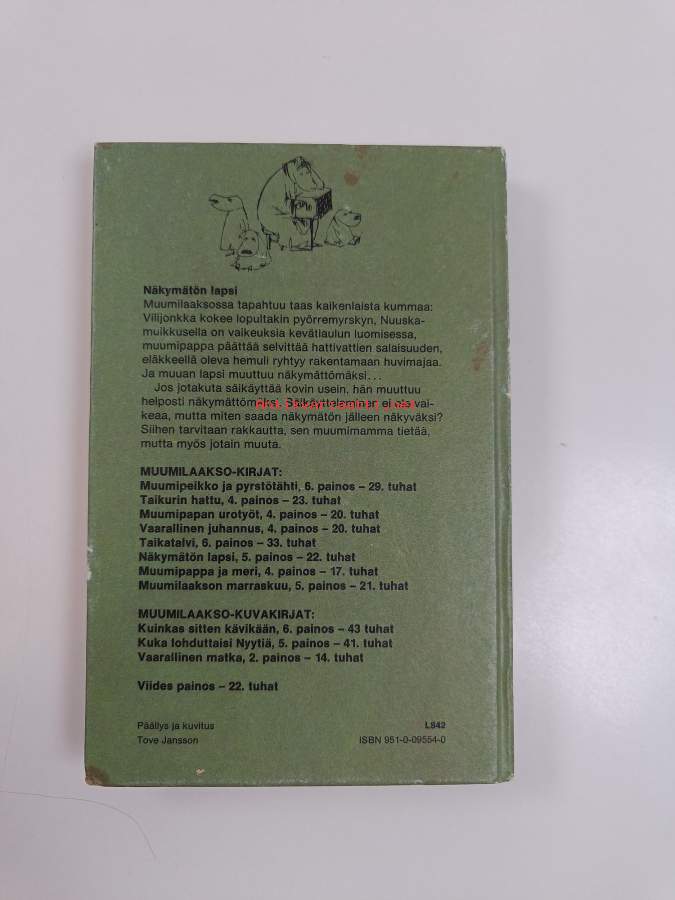 Näkymätön lapsi
Muumilaaksossa tapahtuu taas kaikenlaista kummaa:
Vilijonkka kokee lopultakin pyörremyrskyn, Nuuska-
muikkusella on vaikeuksia kevätlaulun luomisessa,
muumipappa päättää selvittää hattivattien salaisuuden,
eläkkeellä oleva hemuli ryhtyy rakentamaan huvimajaa.
Ja muuan lapsi muuttuu näkymättömäksi...
Jos jotakuta säikäyttää kovin usein, hän muuttuu
helposti näkymättömäksi. Säikäytteleminen ei ole vai-
keaa, mutta miten saada näkymätön jälleen näkyväksi?
Siihen tarvitaan rakkautta, sen muumimamma tietää,
mutta myös jotain muuta.
MUUMILAAKSO-KIRJAT:
Muumipeikko ja pyrstötähti, 6. painos – 29. tuhat
Taikurin hattu, 4. painos – 23. tuhat
Muumipapan urotyöt, 4. painos – 20. tuhat
Vaarallinen juhannus, 4. painos – 20. tuhat
Taikatalvi, 6. painos – 33. tuhat
Näkymätön lapsi, 5. painos – 22. tuhat
Muumipappa ja meri, 4. painos – 17. tuhat
Muumilaakson marraskuu, 5. painos – 21. tuhat
MUUMILAAKSO-KUVAKIRJAT:
Kuinkas sitten kävikään, 6. painos – 43 tuhat
Kuka lohduttaisi Nyytiä, 5. painos – 41. tuhat
Vaarallinen matka, 2. painos – 14. tuhat
Viides painos – 22. tuhat
Päällys ja kuvitus
L842
Tove Jansson
ISBN 951-0-09554-0